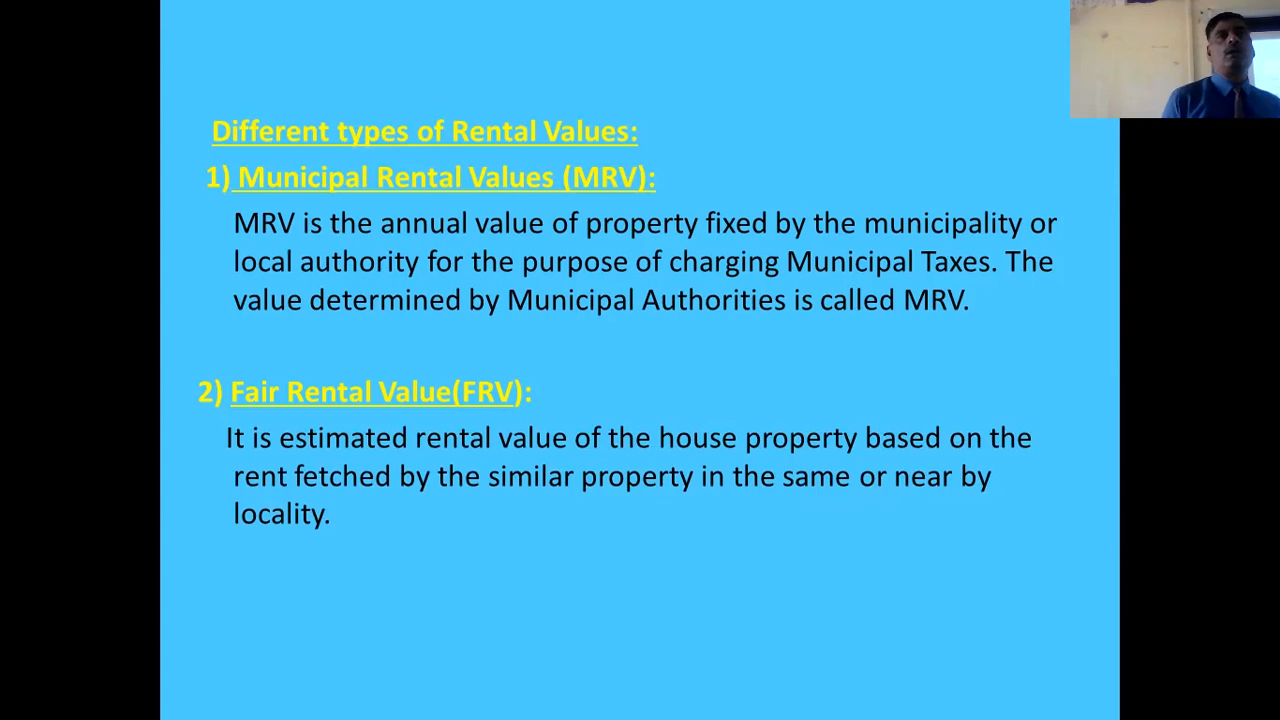 Different types of Rental Values:
1) Municipal Rental Values (MRV):
MRV is the annual value of property fixed by the municipality or
local authority for the purpose of charging Municipal Taxes. The
value determined by Municipal Authorities is called MRV.
2) Fair Rental Value(FRV):
It is estimated rental value of the house property based on the
rent fetched by the similar property in the same or near by
locality.